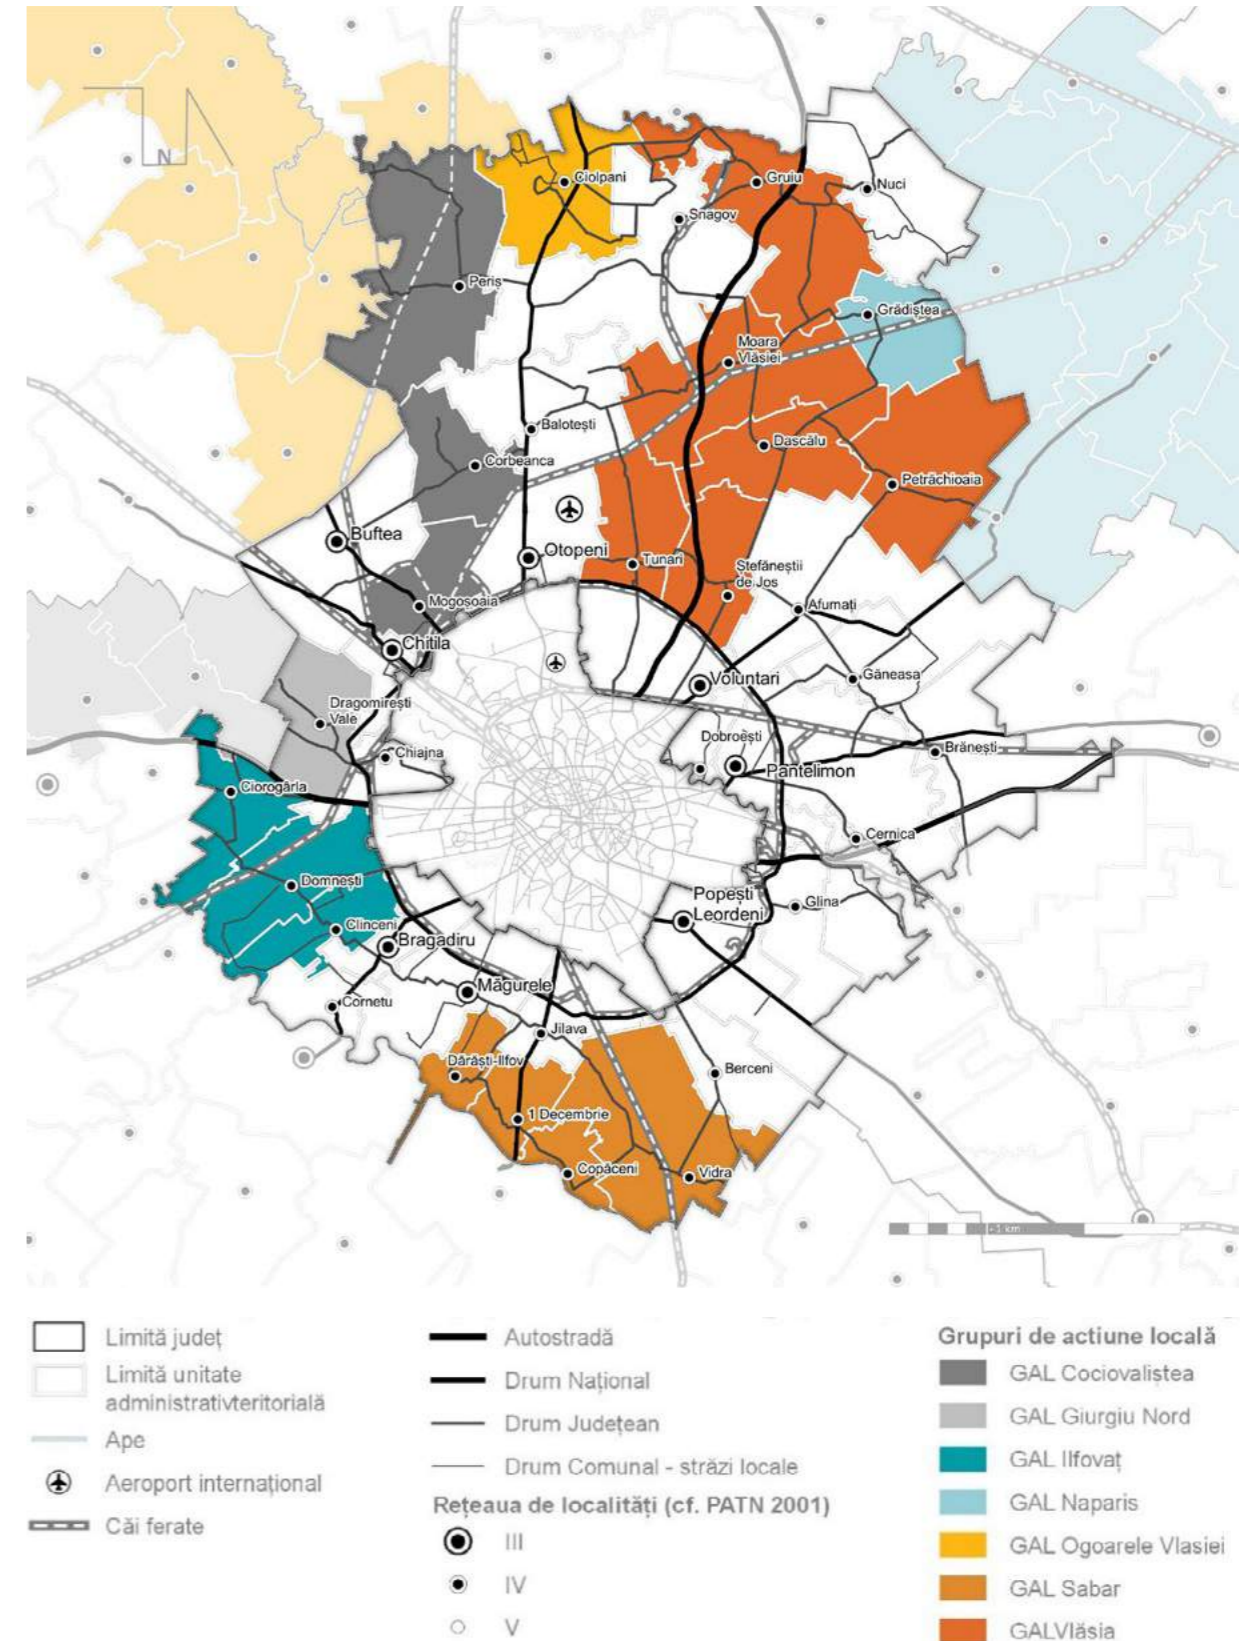 N
Ciolpani
Gruiu
Nuci
Snagov
Periș
Grădiștea
Moara
Vlăsiei
Balotești
Dascălu
Corbeanca
Petrăchioaia
Buftea
Otopeni
Tunari
Ștefăneștii
de Jos
Mogoșoaia
Afumați
Chitila
Găneasa
Voluntari
Dragomirești
Vale
Dobroești
Chiajna
Brănești
Pantelimon
Ciorogârla
Cernica
Domnești
Popești
Leordeni
Glina
Clinceni
Bragadiru
Măgurele
Cornetu
Jilava
Dărăști-Ilfov
Berceni
1 Decembrie
Copăceni
Vidra
Limită județ
Limită unitate
administrativteritorială
Ape
Aeroport internațional
Căi ferate
Autostradă
Drum Național
Drum Județean
Drum Comunal - străzi locale
Rețeaua de localități (cf. PATN 2001)
III
IV
V
Grupuri de actiune locală
GAL Cociovaliștea
GAL Giurgiu Nord
GAL Ilfovaț
GAL Naparis
GAL Ogoarele Vlasiei
GAL Sabar
GALVlăsia